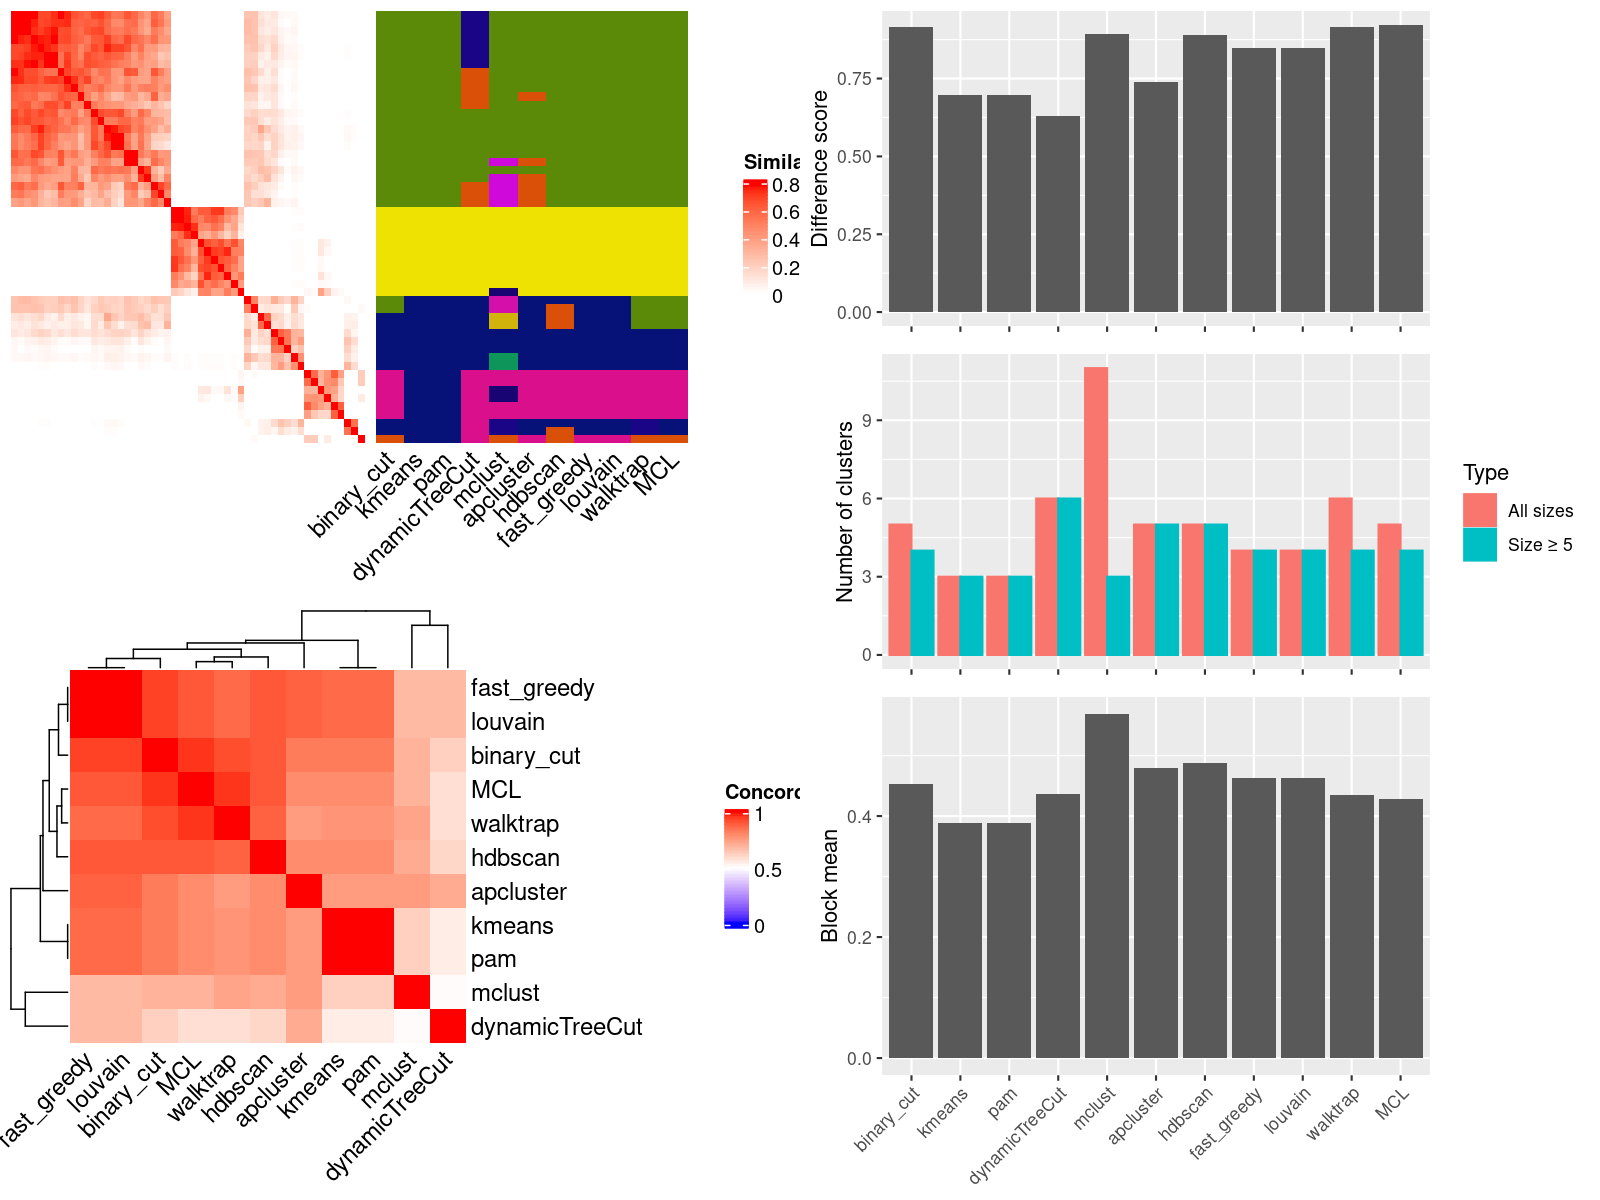 Simila
0.8
0.6
0.4
0.2
0
binary_cut
kmeans
pam
dynamicTreeCut
mclust
apcluster
hdbscan
fast_greedy
louvain
walktrap
MCL
fast_greedy
louvain
binary_cut
MCL
walktrap
hdbscan
apcluster
kmeans
pam
mclust
dynamicTreeCut
fast_greedy
louvain
binary_cut
MCL
walktrap
hdbscan
apcluster
kmeans
pam
mclust
dynamicTreeCut
Concord
1
0.5
0
Difference score
0.75
0.50
0.25
0.00
Number of clusters
9
6
3
0
Type
All sizes
Size ≥ 5
Block mean
0.4
0.2
0.0
binary_cut
kmeans
pam
dynamicTreeCut
mclust
apcluster
hdbscan
fast_greedy
louvain
walktrap
MCL